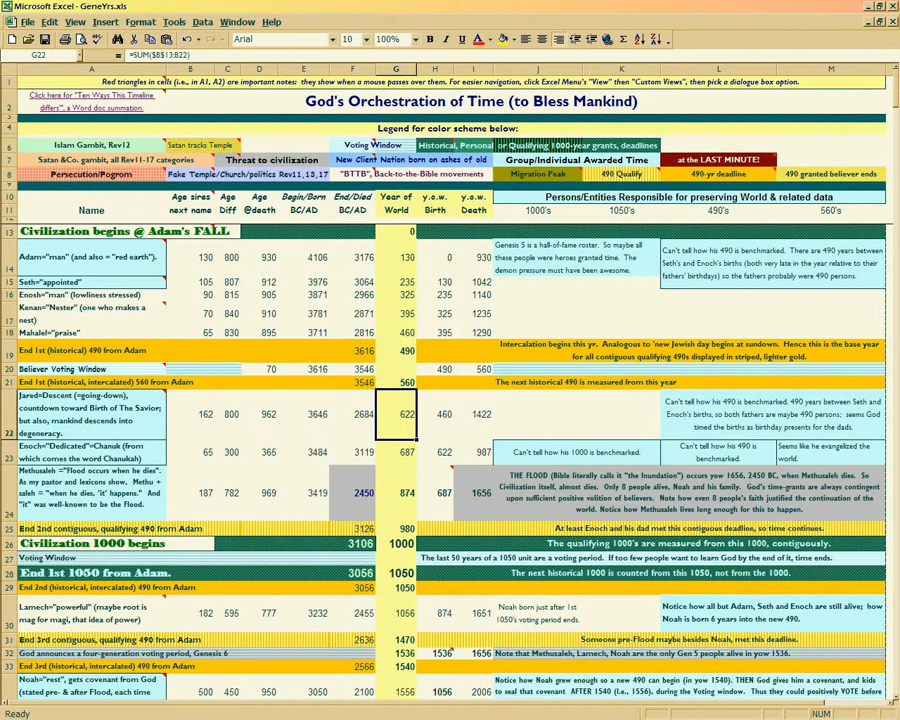 Microsoft Excel - GeneYrs.xls
File Edit View Insert Format Tools Data Window Help
Arial 10 100% B I U A
G22 = =SUM($B$13:B22)
A B C D E F G H I J K L M
1 Red triangles in cells (i.e., in A1, A2) are important notes: they show when a mouse passes over them. For easier navigation, click Excel Menu's "View" then "Custom Views", then pick a dialogue box option.
Click here for "Ten Ways This Timeline
2 differs", a Word doc summation. God's Orchestration of Time (to Bless Mankind)
3
4 Legend for color scheme below:
5
6 Islam Gambit, Rev12 Satan tracks Temple Voting Window Historical, Personal or Qualifying 1000-year grants, deadlines
7 Satan &Co. gambit, all Rev11-17 categories Threat to civilization New Client Nation born on ashes of old Group/Individual Awarded Time at the LAST MINUTE!
8 Persecution/Pogrom Fake Temple/Church/politics Rev11,13,17 "BTTB", Back-to-the-Bible movements Migration Peak 490 Qualify 490-yr deadline 490 granted believer ends
10 Age sires Age Age Begin/Born End/Died Year of y.o.w. y.o.w. Persons/Entities Responsible for preserving World & related data
11 Name next name Diff @death BC/AD BC/AD World Birth Death 1000's 1050's 490's 560's
13 Civilization begins @ Adam's FALL 0
14 Adam="man" (and also = "red earth"). 130 800 930 4106 3176 130 0 930
Genesis 5 is a hall-of-fame roster. So maybe all
these people were heroes granted time. The
demon pressure must have been awesome.
Can't tell how his 490 is benchmarked. There are 490 years between
Seth's and Enoch's births (both very late in the year relative to their
fathers' birthdays) so the fathers probably were 490 persons.
15 Seth="appointed" 105 807 912 3976 3064 235 130 1042
16 Enosh="man" (lowliness stressed) 90 815 905 3871 2966 325 235 1140
Kenan="Nester" (one who makes a
17 nest) 70 840 910 3781 2871 395 325 1235
18 Mahalel="praise" 65 830 895 3711 2816 460 395 1290
19 End 1st (historical) 490 from Adam 3616 490
Intercalation begins this yr. Analogous to 'new Jewish day begins at sundown. Hence this is the base year
for all contiguous qualifying 490s displayed in striped, lighter gold.
20 Believer Voting Window 70 3616 3546 490 560
21 End 1st (historical, intercalated) 560 from Adam 3546 560 The next historical 490 is measured from this year
Jared=Descent (=going-down),
countdown toward Birth of The Savior;
but also, mankind descends into
22 degeneracy. 162 800 962 3646 2684 622 460 1422
Can't tell how his 490 is benchmarked. 490 years between Seth and
Enoch's births, so both fathers are maybe 490 persons; seems God
timed the births as birthday presents for the dads.
Enoch="Dedicated"=Chanuk (from
23 which comes the word Chanukah) 65 300 365 3484 3119 687 622 987
Can't tell how his 1000 is benchmarked.
Can't tell how his 490 is
benchmarked.
Seems like he evangelized the
world.
Methusaleh ="Flood occurs when he dies".
As my pastor and lexicons show, Methu +
saleh = "when he dies, 'it' happens." And
"it" was well-known to be the Flood.
24 187 782 969 3419 2450 874 687 1656
THE FLOOD (Bible literally calls it "the Inundation") occurs yow 1656, 2450 BC, when Methusaleh dies. So
Civilization itself, almost dies. Only 8 people alive, Noah and his family. God's time-grants are always contingent
upon sufficient positive volition of believers. Note how even 8 people's faith justified the continuation of the
world. Notice how Methusaleh lives long enough for this to happen.
25 End 2nd contiguous, qualifying 490 from Adam 3126 980 At least Enoch and his dad met this contiguous deadline, so time continues.
26 Civilization 1000 begins 3106 1000 The qualifying 1000's are measured from this 1000, contiguously.
27 Voting Window The last 50 years of a 1050 unit are a voting period. If too few people want to learn God by the end of it, time ends.
28 End 1st 1050 from Adam. 3056 1050 The next historical 1000 is counted from this 1050, not from the 1000.
29 End 2nd (historical, intercalated) 490 from Adam 3056 1050
Lamech="powerful" (maybe root is
30 mag for magi, that idea of power) 182 595 777 3232 2455 1056 874 1651
Noah born just after 1st
1050's voting period ends.
Notice how all but Adam, Seth and Enoch are still alive; how
Noah is born 6 years into the new 490.
31 End 3rd contiguous, qualifying 490 from Adam 2636 1470 Someone pre-Flood maybe besides Noah, met this deadline.
32 God announces a four-generation voting period, Genesis 6 1536 1536 1656 Note that Methusaleh, Lamech, Noah are the only Gen 5 people alive in yow 1536.
33 End 3rd (historical, intercalated) 490 from Adam 2566 1540
Noah="rest", gets covenant from God
(stated pre- & after Flood, each time 500 450 950 3050 2100 1556 1056 2006
Notice how Noah grew enough so a new 490 can begin (in yow 1540). THEN God gives him a covenant, and kids
to seal that covenant AFTER 1540 (I.e., 1556), during the Voting Window. Thus they could positively VOTE before
Ready NUM